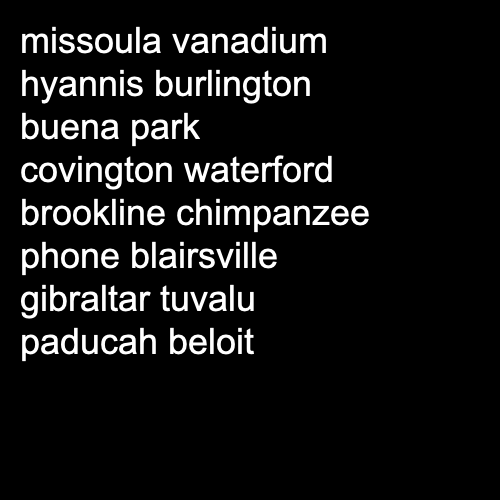 missoula vanadium
hyannis burlington
buena park
covington waterford
brookline chimpanzee
phone blairsville
gibraltar tuvalu
paducah beloit